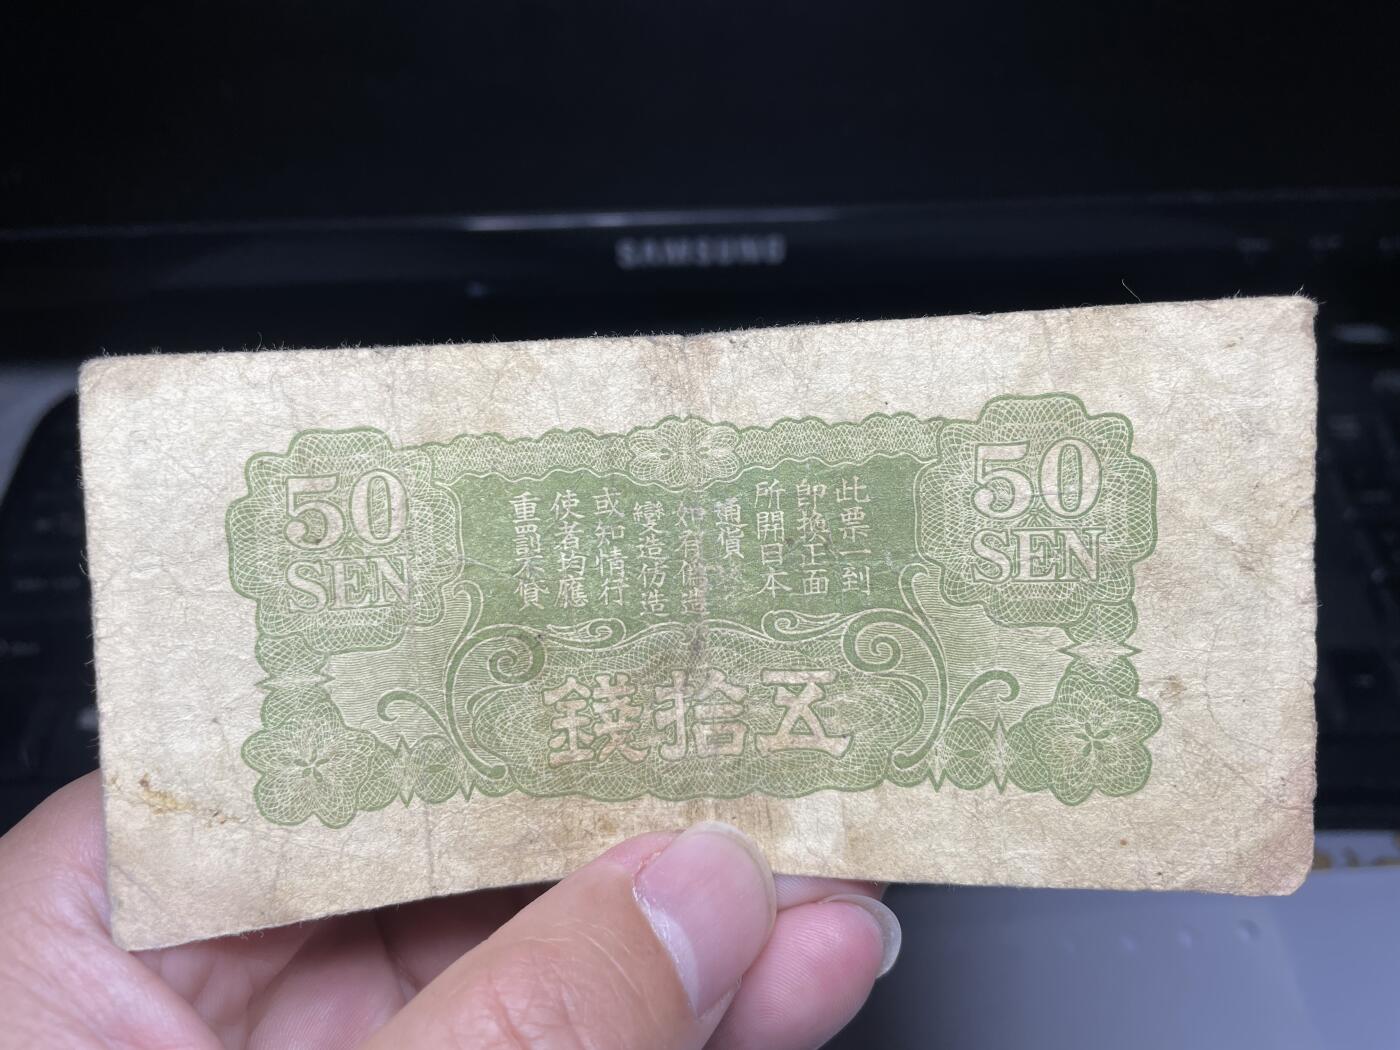 SAMSUNG
50
SEN
50
SEN
此票一到
即換正面
所開日本
通貨
如有偽造
變造仿造
或知情行
使者均應
重罰不貸
五拾錢